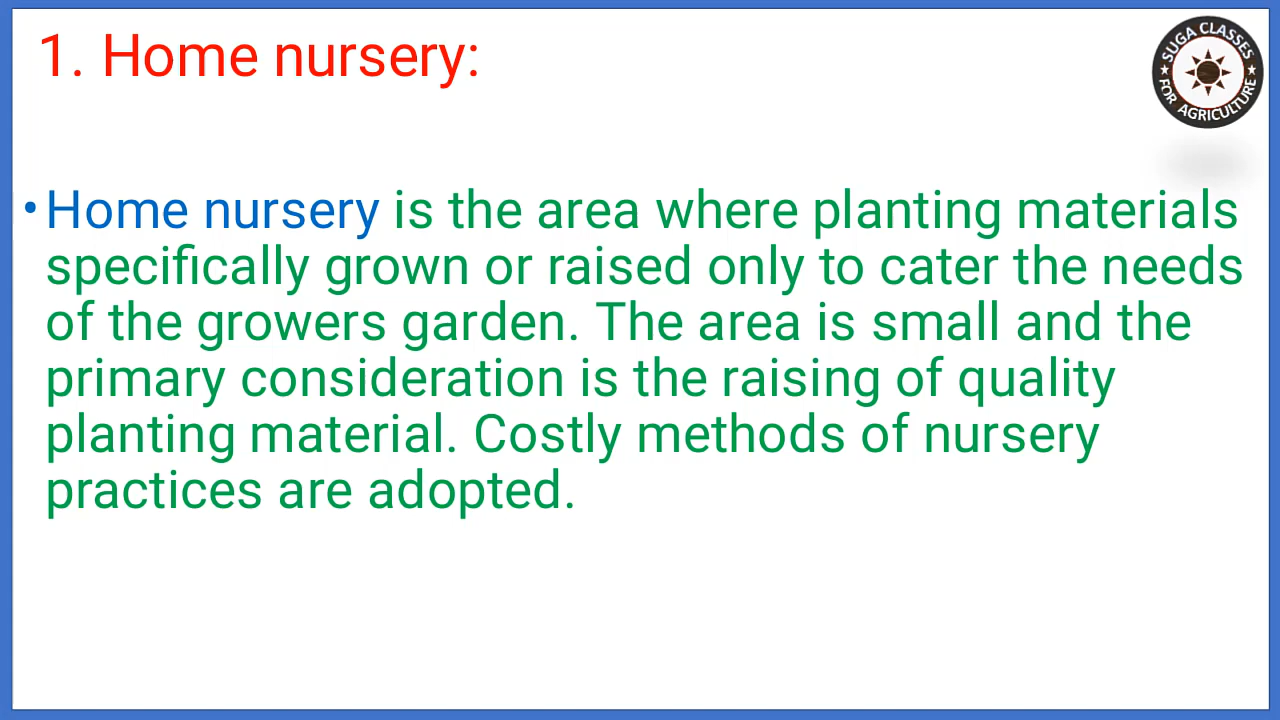 1. Home nursery:
SUGA CLASSES
FOR AGRICULTURE
•Home nursery is the area where planting materials
specifically grown or raised only to cater the needs
of the growers garden. The area is small and the
primary consideration is the raising of quality
planting material. Costly methods of nursery
practices are adopted.